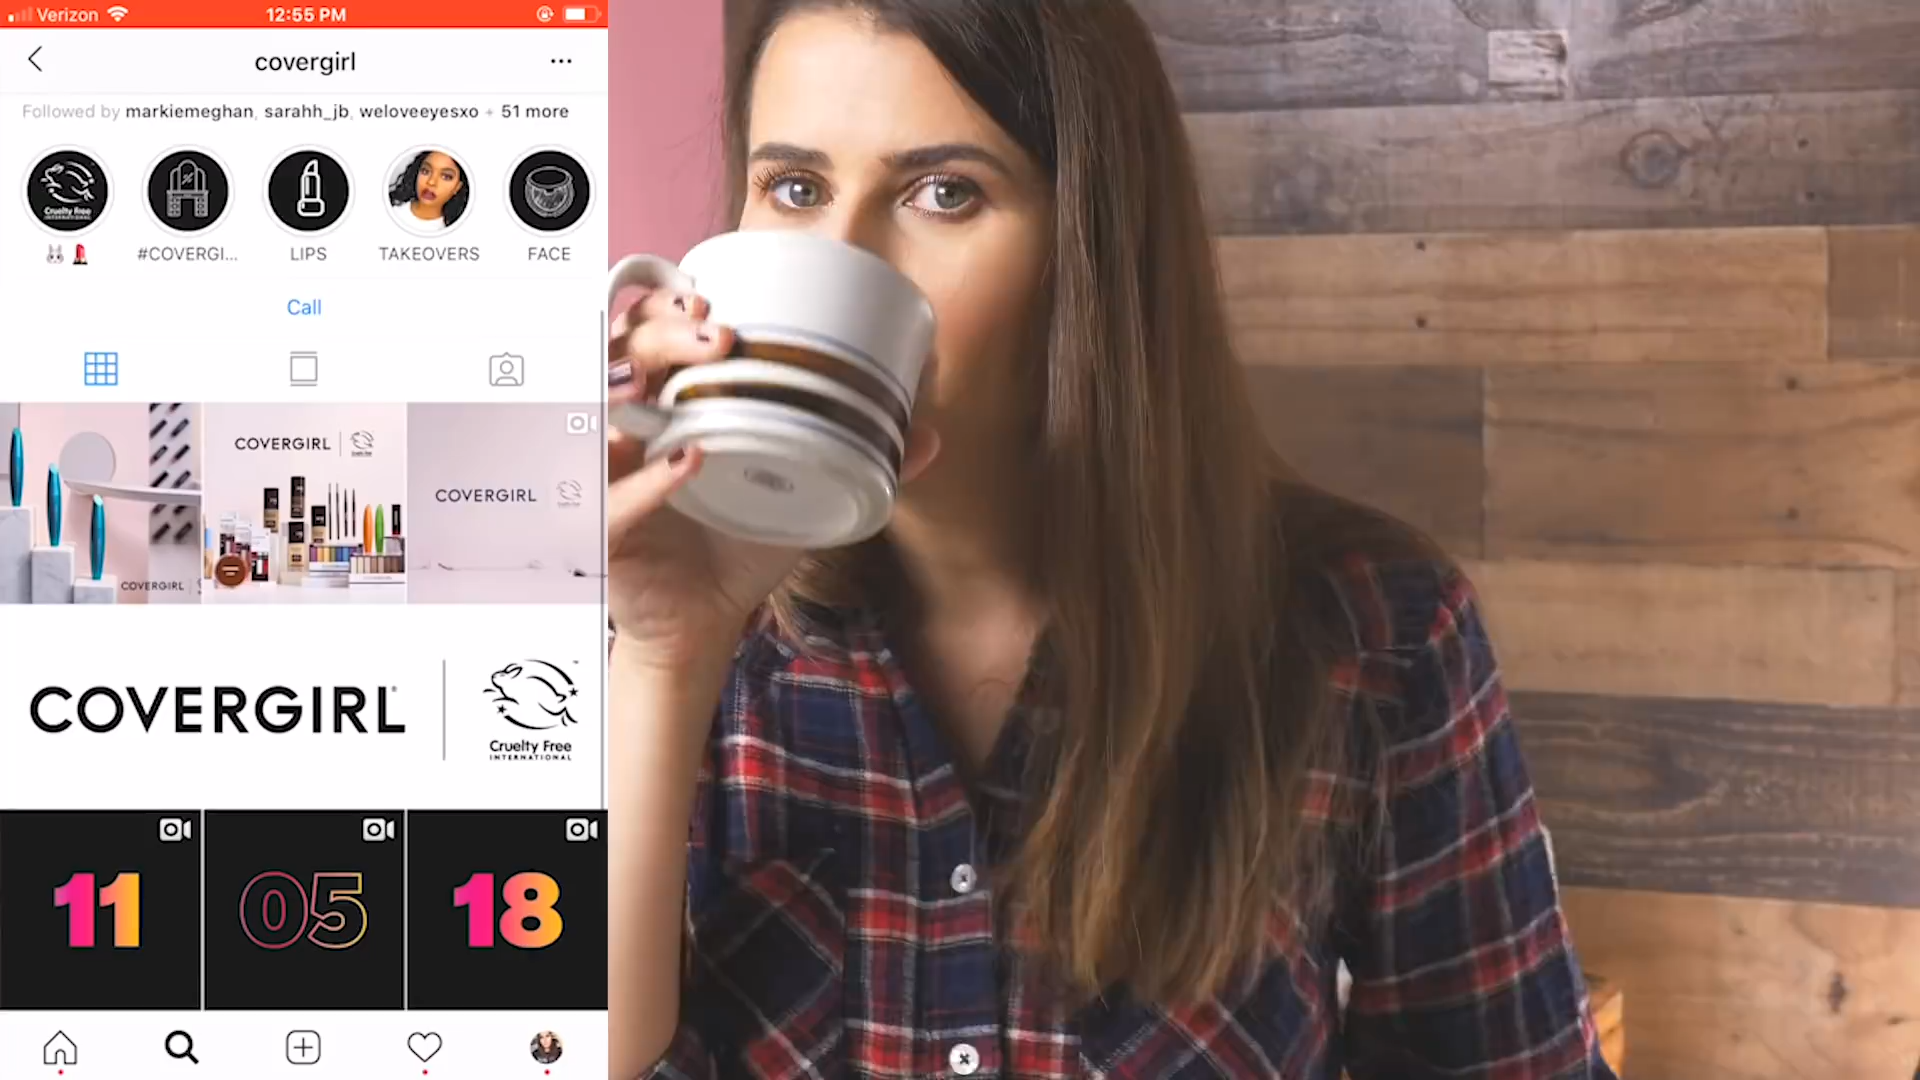 Verizon 12:55 PM
covergirl
Followed by markiemeghan, sarahh_jb, weloveeyesxo + 51 more
Cruelty Free
INTERNATIONAL
#COVERGI... LIPS TAKEOVERS FACE
Call
COVERGIRL
COVERGIRL
COVERGIRL
COVERGIRL
Cruelty Free
INTERNATIONAL
11 05 18